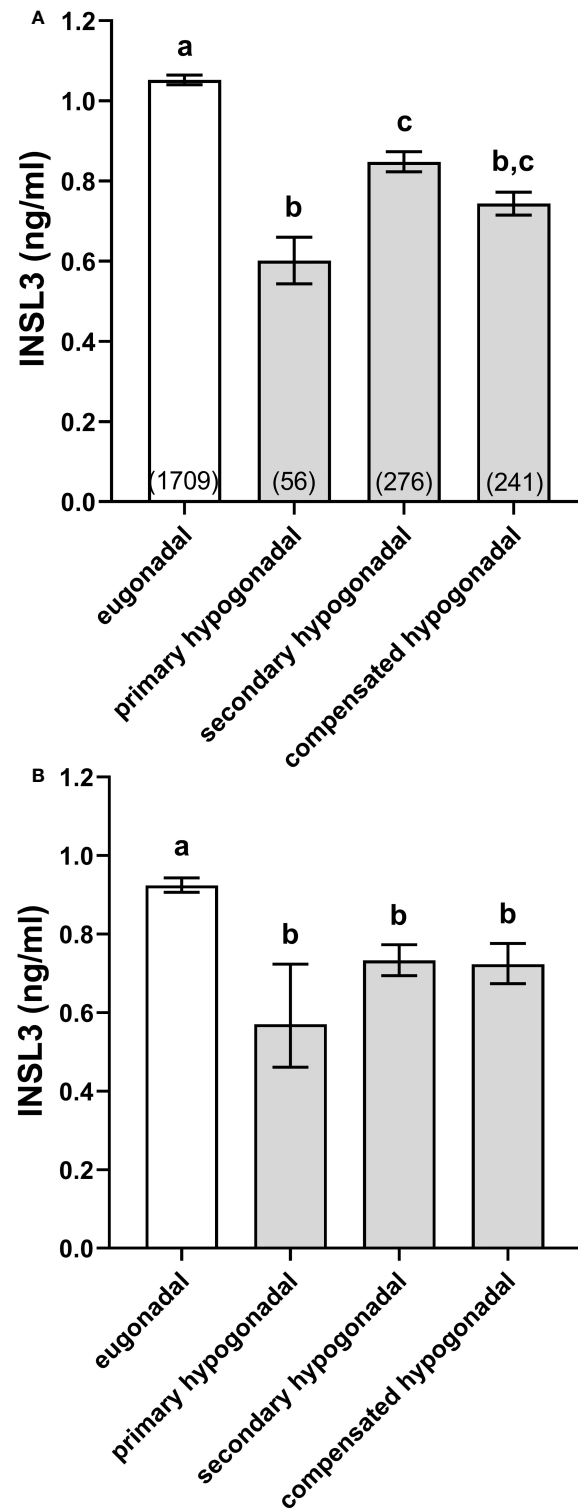 A
INSL3 (ng/ml)
1.2
1.0
0.8
0.6
0.4
0.2
0.0
a
b
c
b,c
(1709) (56) (276) (241)
eugonadal
primary hypogonadal
secondary hypogonadal
compensated hypogonadal
B
INSL3 (ng/ml)
1.2
1.0
0.8
0.6
0.4
0.2
0.0
a
b
b
b
eugonadal
primary hypogonadal
secondary hypogonadal
compensated hypogonadal